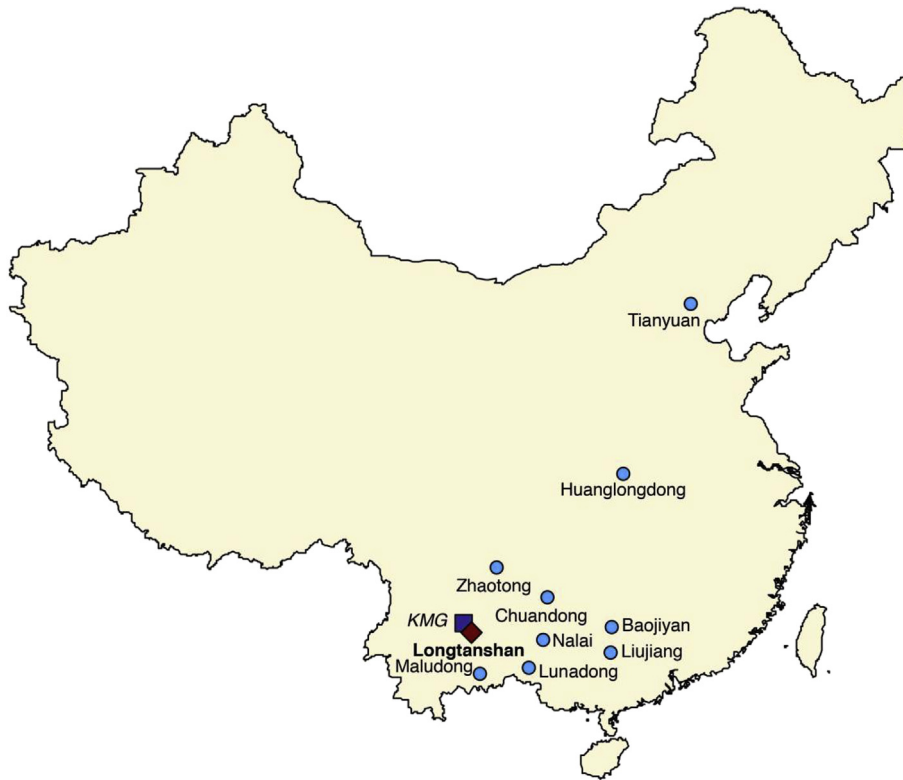 Tianyuan
Huanglongdong
Zhaotong
Chuandong
KMG
Baojiyan
Nalai
Longtanshan
Liujiang
Maludong
Lunadong